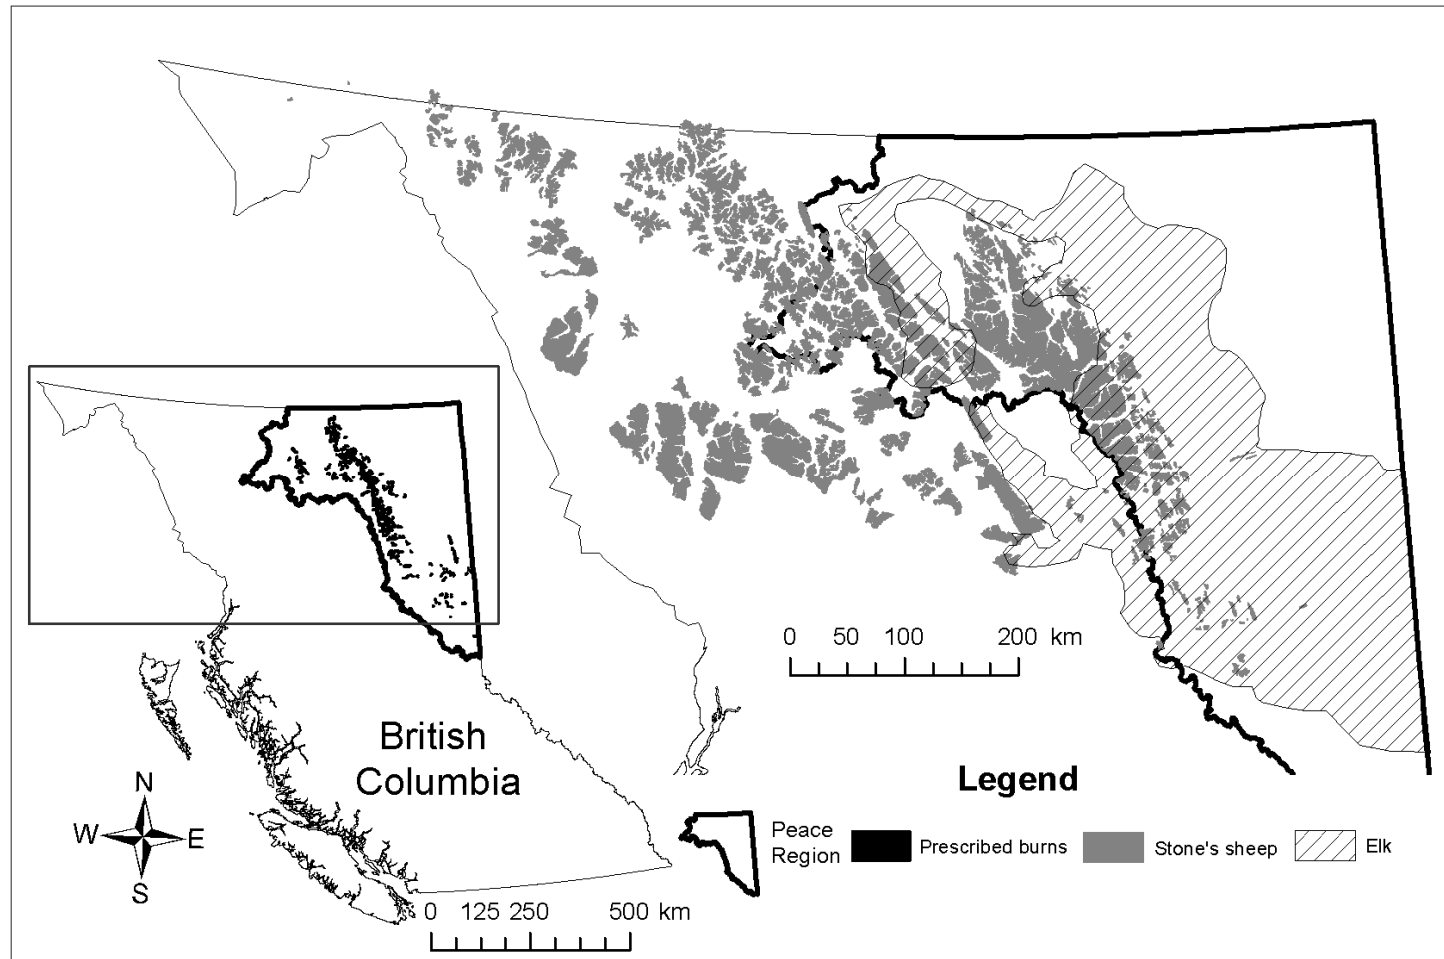 0 50 100 200 km
British
Columbia
N
W E
S
Legend
Peace
Region
Prescribed burns
Stone's sheep
Elk
0 125 250 500 km